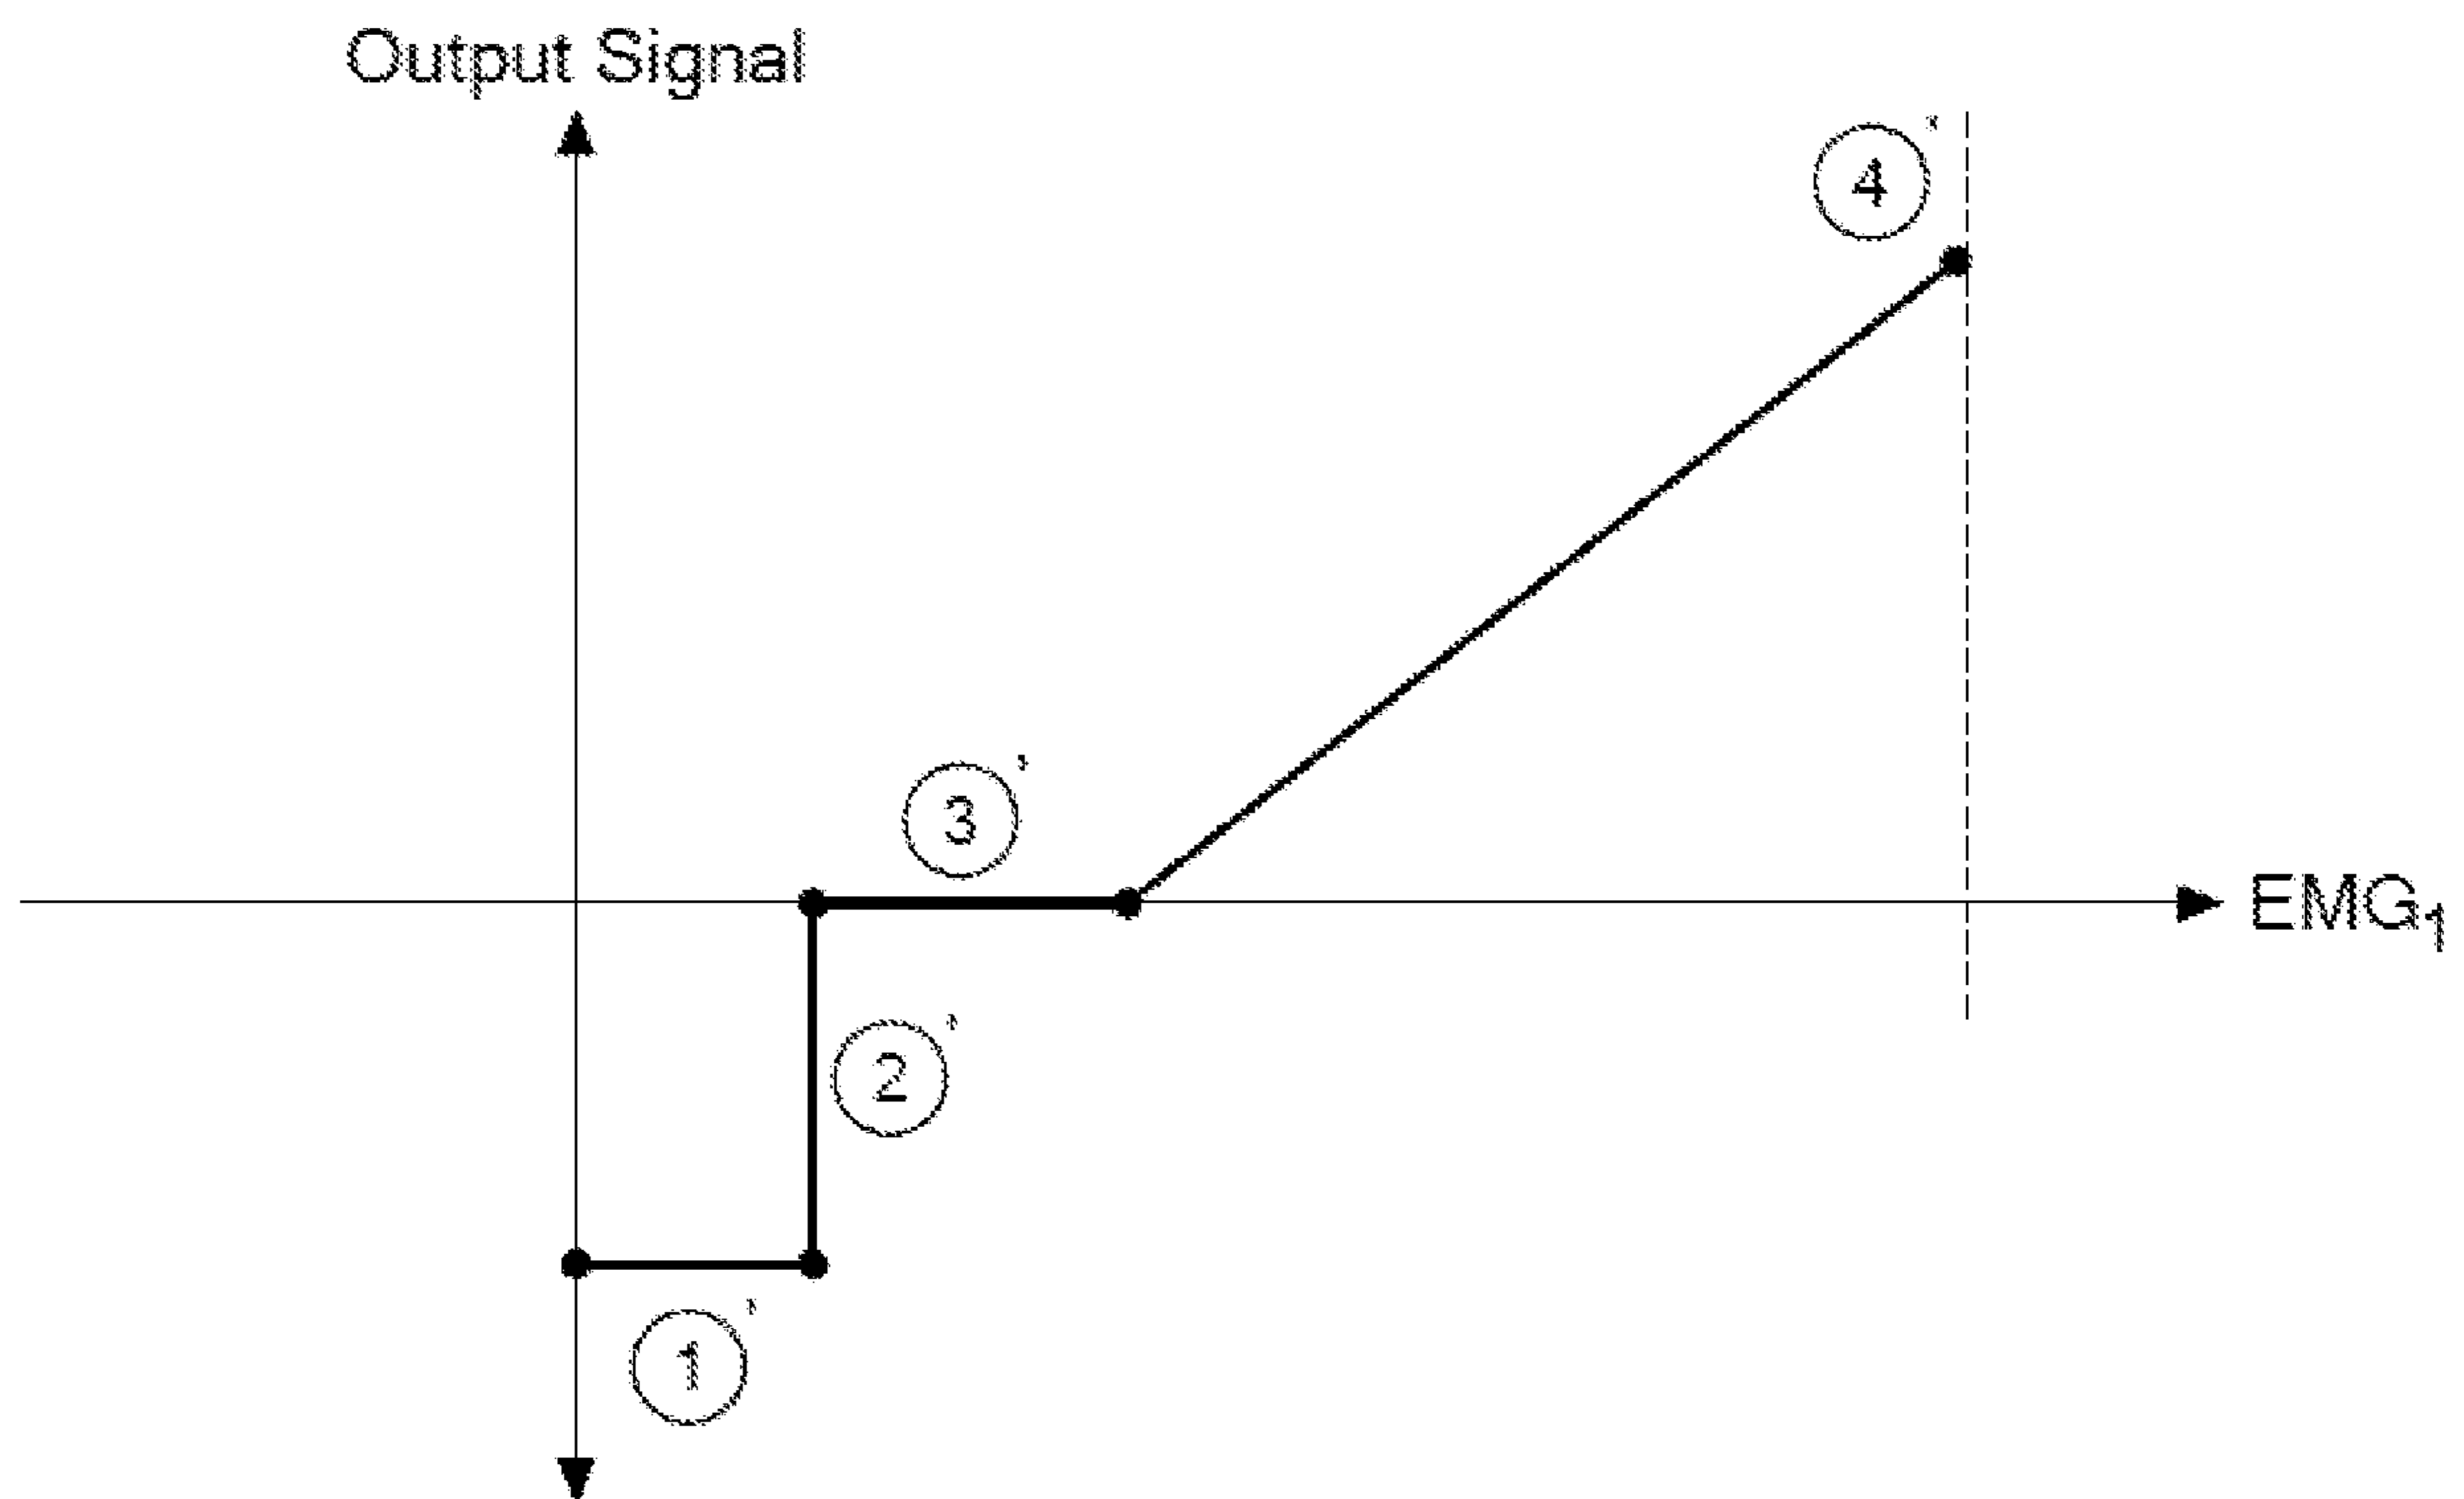 Output Signal
④'
③'
EMG₁
②'
①'